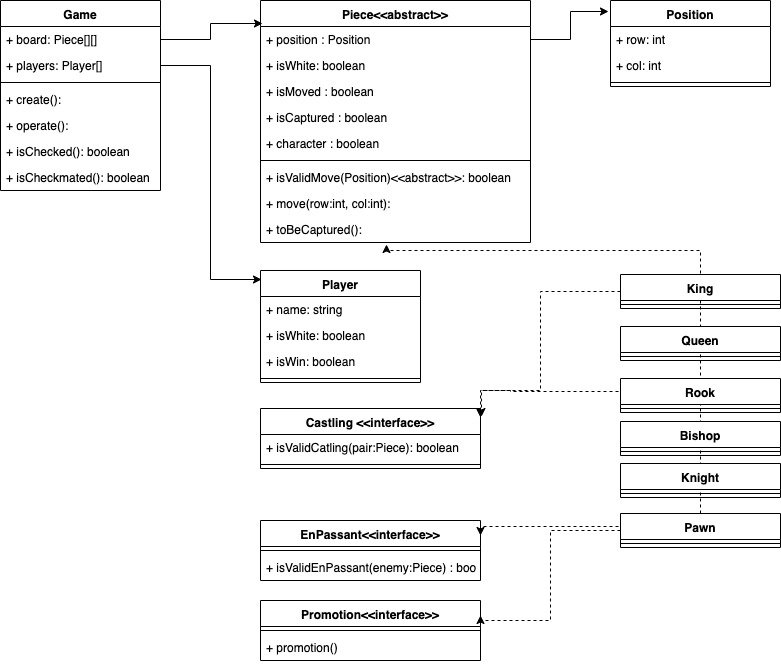 Game
+ board: Piece[][]
+ players: Player[]
+ create():
+ operate():
+ isChecked(): boolean
+ isCheckmated(): boolean
Piece<<abstract>>
+ position : Position
+ isWhite: boolean
+ isMoved : boolean
+ isCaptured : boolean
+ character : boolean
+ isValidMove(Position)<<abstract>>: boolean
+ move(row:int, col:int):
+ toBeCaptured():
Position
+ row: int
+ col: int
Player
+ name: string
+ isWhite: boolean
+ isWin: boolean
Castling <<interface>>
+ isValidCatling(pair:Piece): boolean
EnPassant<<interface>>
+ isValidEnPassant(enemy:Piece) : boo
Promotion<<interface>>
+ promotion()
King
Queen
Rook
Bishop
Knight
Pawn